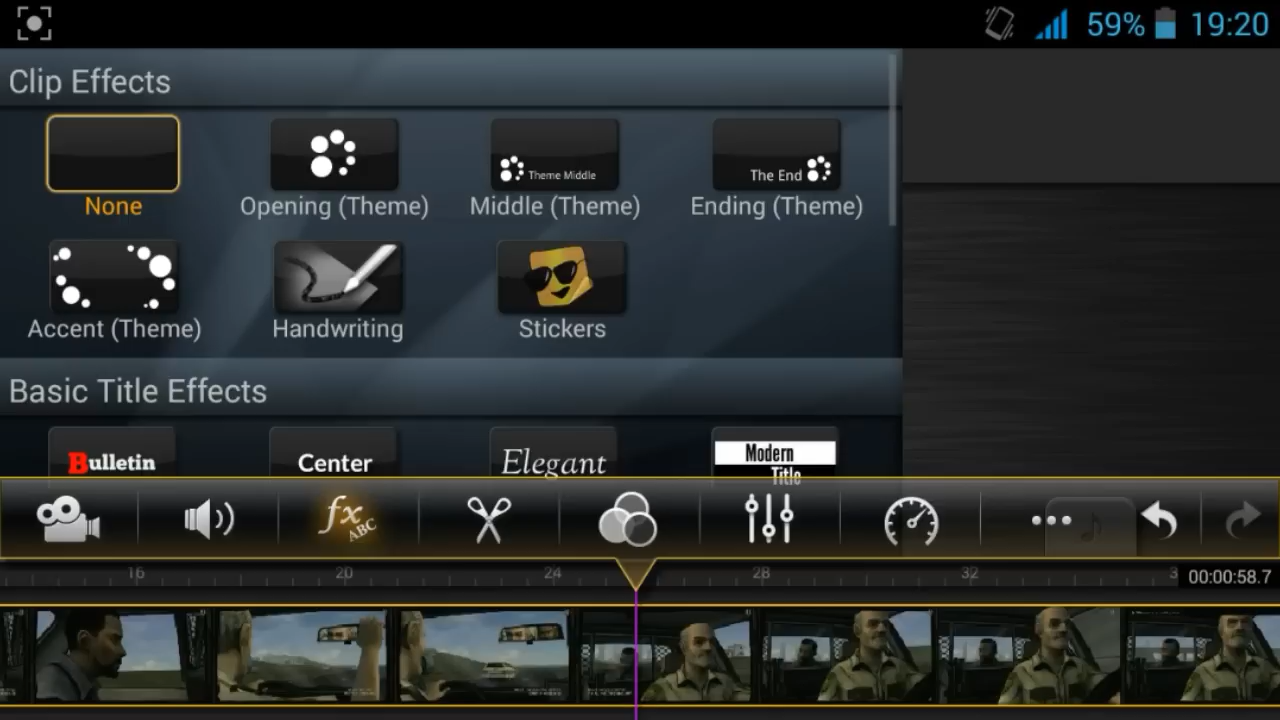 59% 19:20
Clip Effects
None
Opening (Theme)
Theme Middle
Middle (Theme)
The End
Ending (Theme)
Accent (Theme)
Handwriting
Stickers
Basic Title Effects
Bulletin
Center
Elegant
Modern
Title
fx
ABC
16 20 24 28 32 3 00:00:58.7